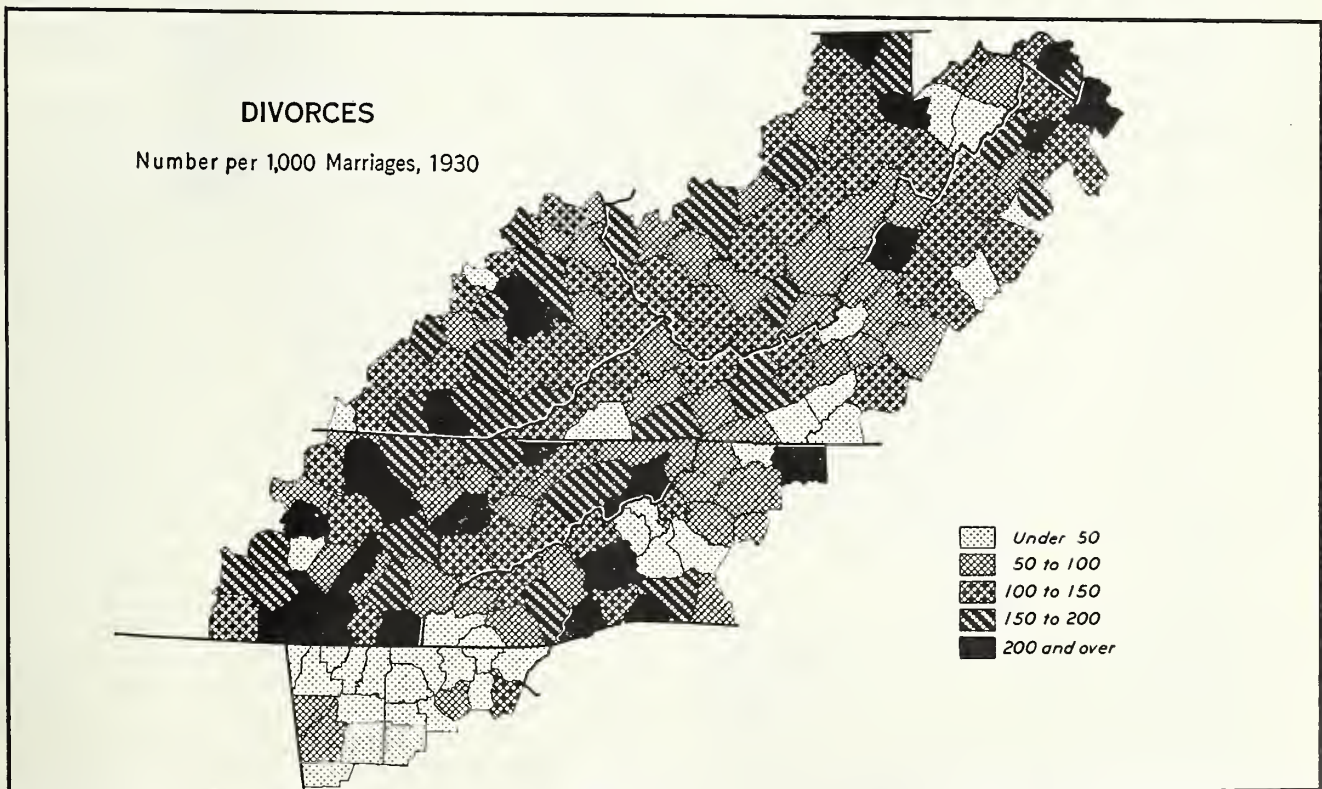 DIVORCES
Number per 1,000 Marriages, 1930
Under 50
50 to 100
100 to 150
150 to 200
200 and over